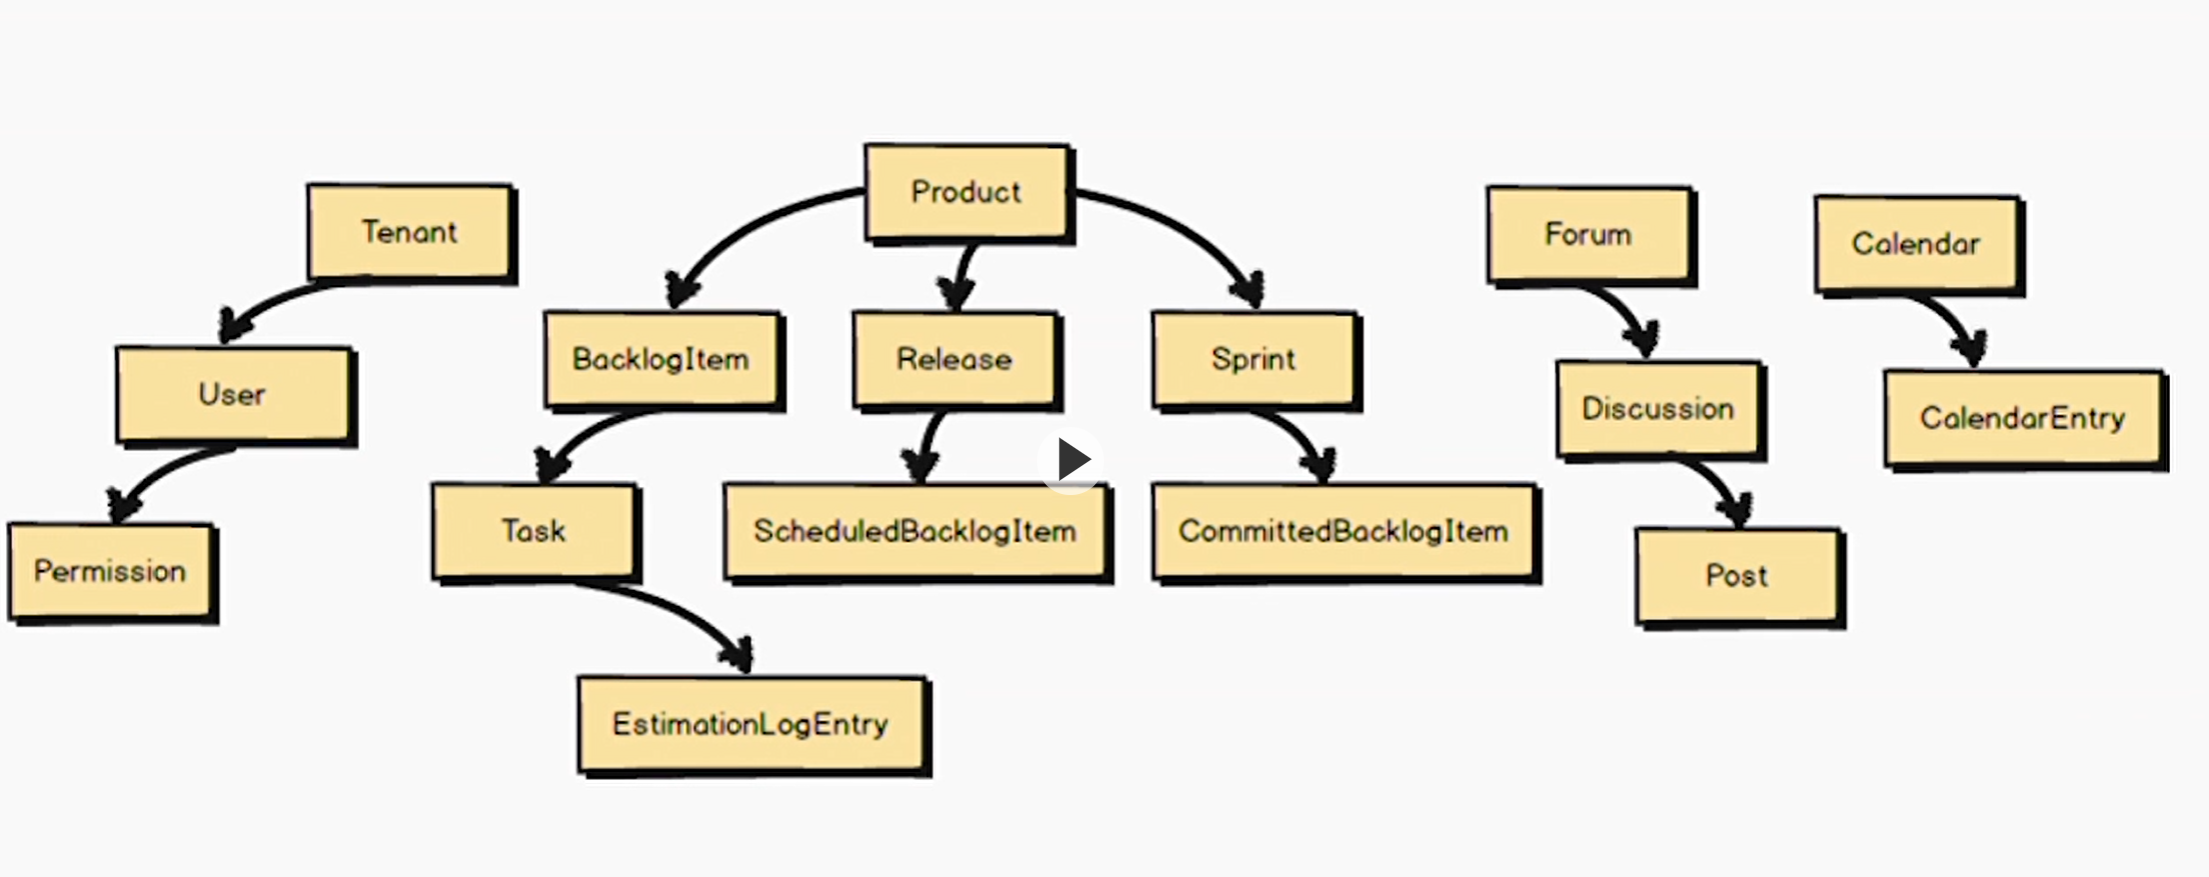 Product
Tenant
Forum
Calendar
BacklogItem
Release
Sprint
User
Discussion
CalendarEntry
Task
ScheduledBacklogItem
CommittedBacklogItem
Permission
Post
EstimationLogEntry